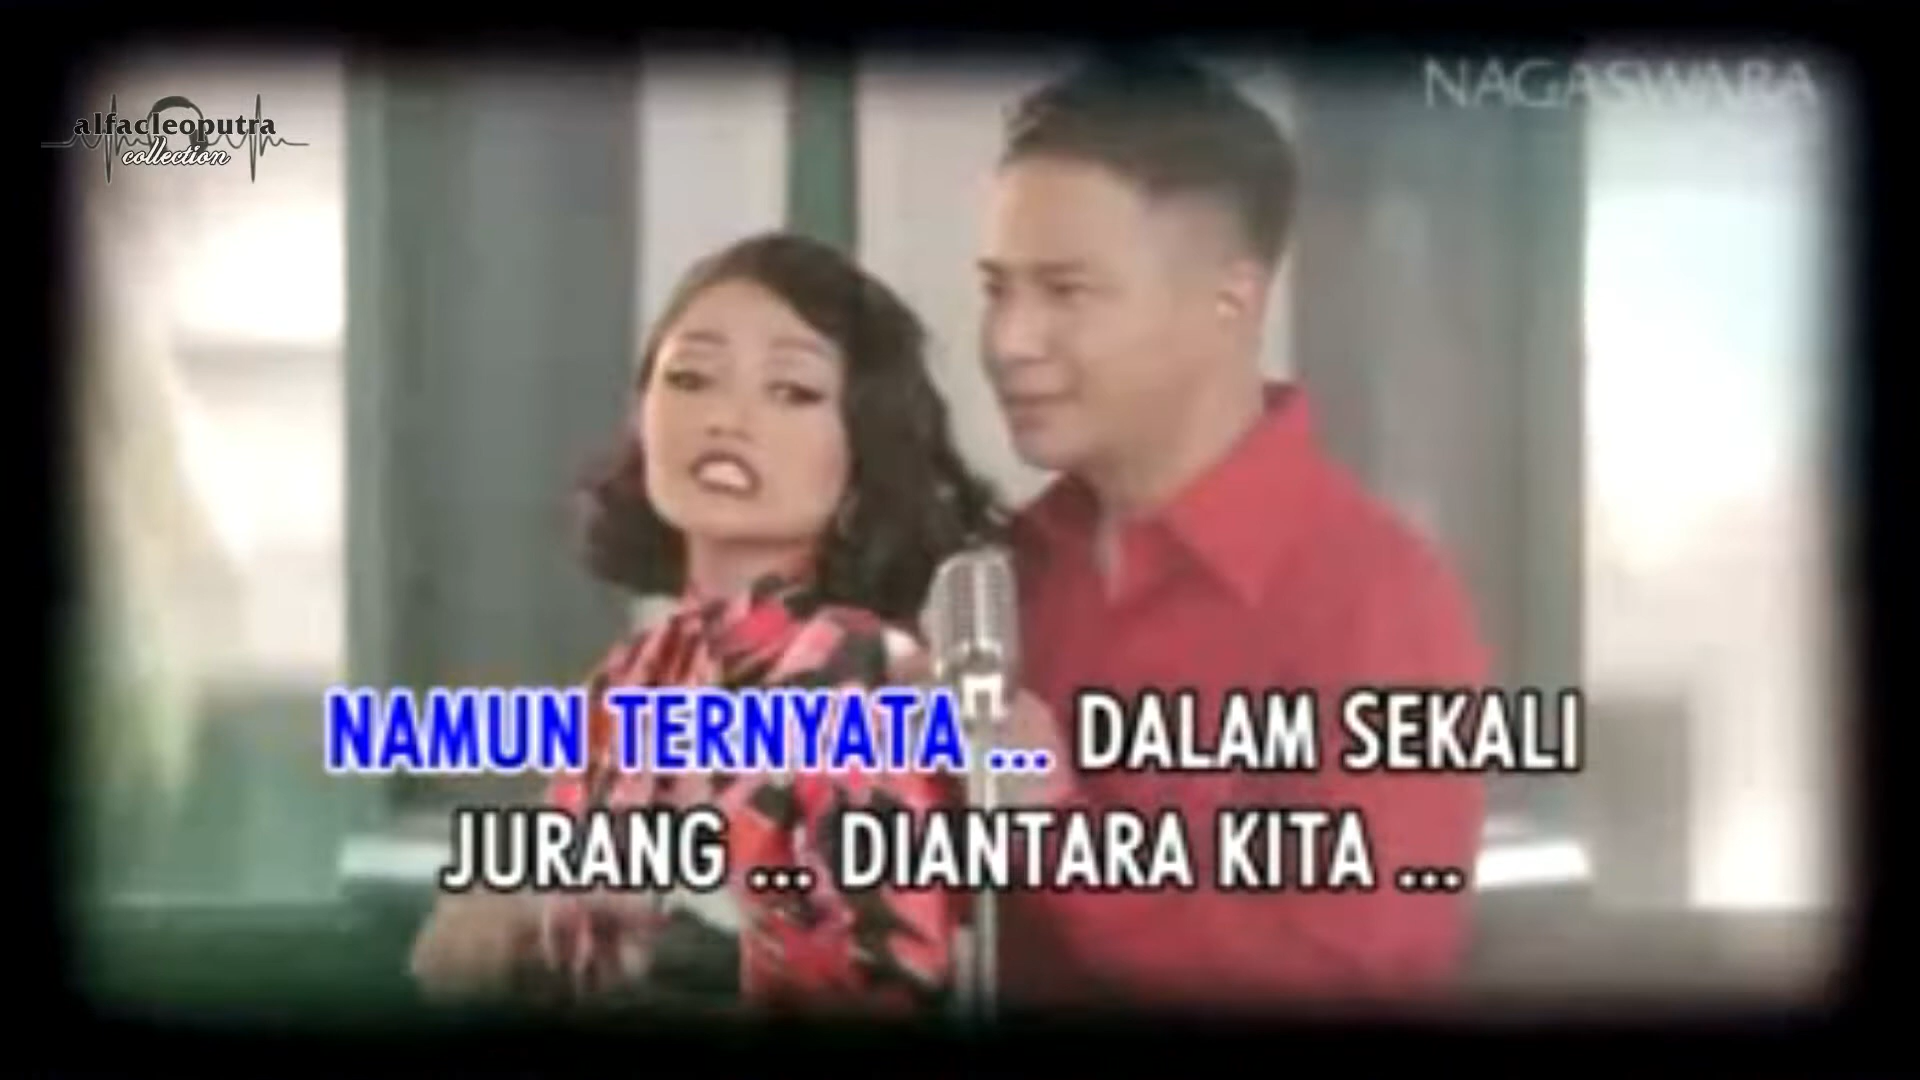 NAGASWARA
alfacleoputra
collection
NAMUN TERNYATA ... DALAM SEKALI
JURANG ... DIANTARA KITA ...